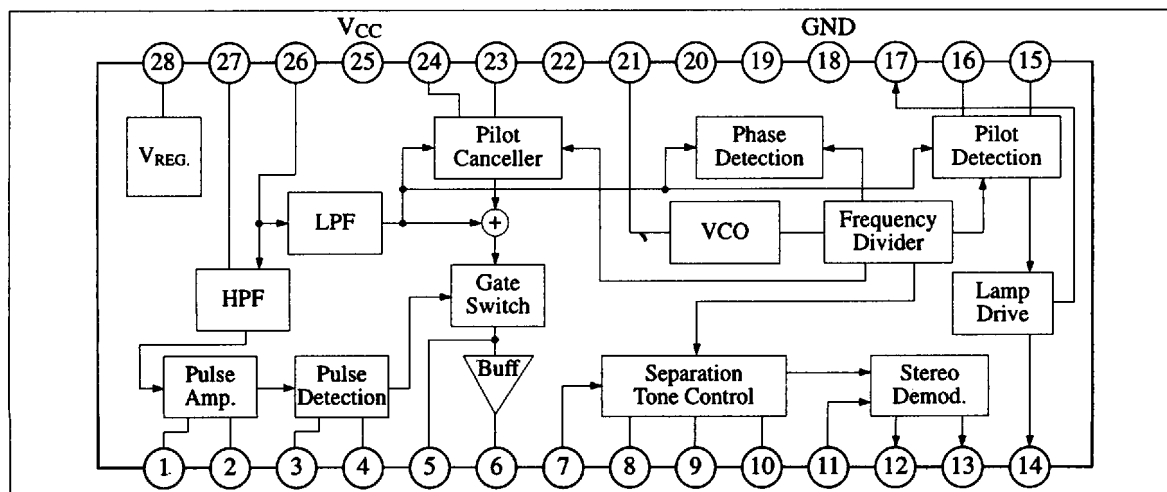 VCC GND
28 27 26 25 24 23 22 21 20 19 18 17 16 15
VREG.
Pilot
Canceller
Phase
Detection
Pilot
Detection
LPF
+
VCO
Frequency
Divider
HPF
Gate
Switch
Lamp
Drive
Pulse
Amp.
Pulse
Detection
Buff
Separation
Tone Control
Stereo
Demod.
1 2 3 4 5 6 7 8 9 10 11 12 13 14